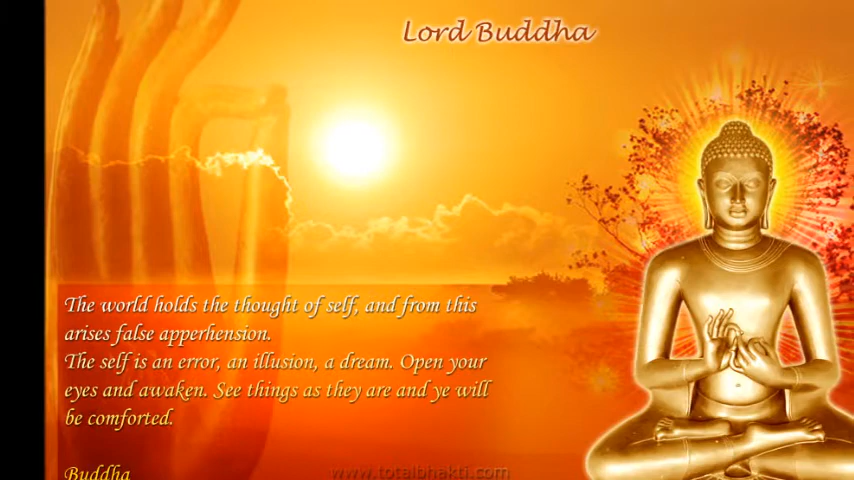 Lord Buddha
The world holds the thought of self, and from this
arises false apperhension.
The self is an error, an illusion, a dream. Open your
eyes and awaken. See things as they are and ye will
be comforted.
Buddha
www.totalbhakti.com